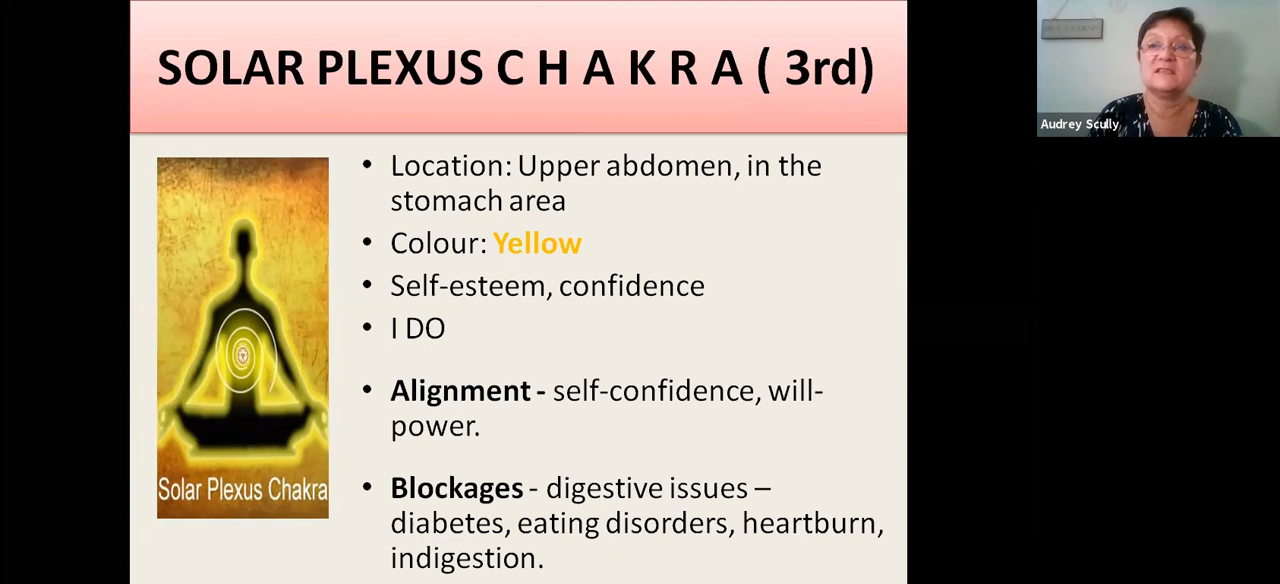 SOLAR PLEXUS C H A K R A ( 3rd)
Audrey Scully
• Location: Upper abdomen, in the
stomach area
• Colour: Yellow
• Self-esteem, confidence
• I DO
• Alignment - self-confidence, will-
power.
• Blockages - digestive issues –
diabetes, eating disorders, heartburn,
indigestion.
Solar Plexus Chakra